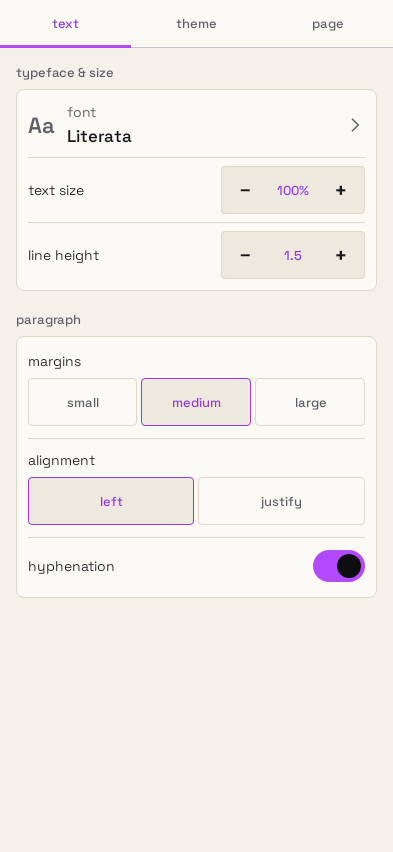 text
theme
page
typeface & size
Aa
font
Literata
text size
− 100% +
line height
− 1.5 +
paragraph
margins
small
medium
large
alignment
left
justify
hyphenation